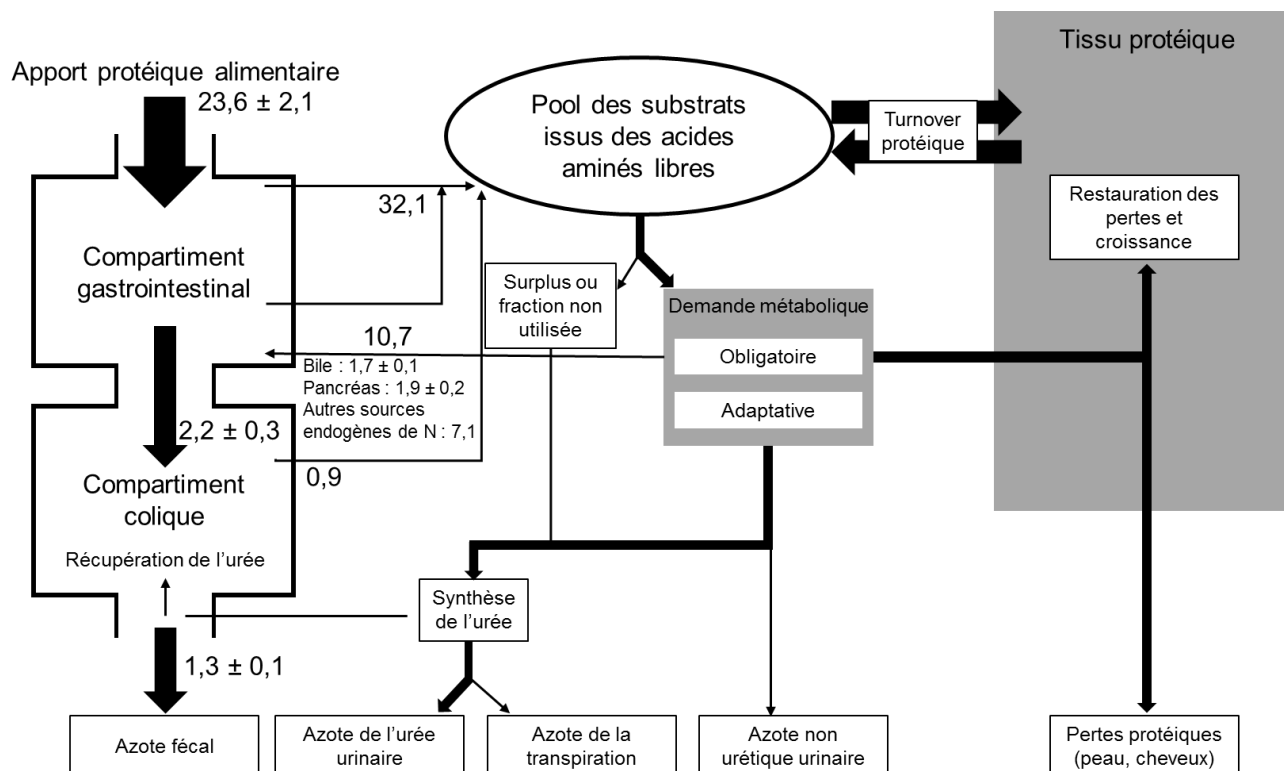 Apport protéique alimentaire
23,6 ± 2,1
Compartiment
gastrointestinal
2,2 ± 0,3
Compartiment
colique
Récupération de l'urée
1,3 ± 0,1
Azote fécal
32,1
10,7
Bile : 1,7 ± 0,1
Pancréas : 1,9 ± 0,2
Autres sources
endogènes de N : 7,1
0,9
Pool des substrats
issus des acides
aminés libres
Turnover
protéique
Tissu protéique
Restauration des
pertes et
croissance
Surplus ou
fraction non
utilisée
Demande métabolique
Obligatoire
Adaptative
Synthèse
de l'urée
Azote de l'urée
urinaire
Azote de la
transpiration
Azote non
urétique urinaire
Pertes protéiques
(peau, cheveux)